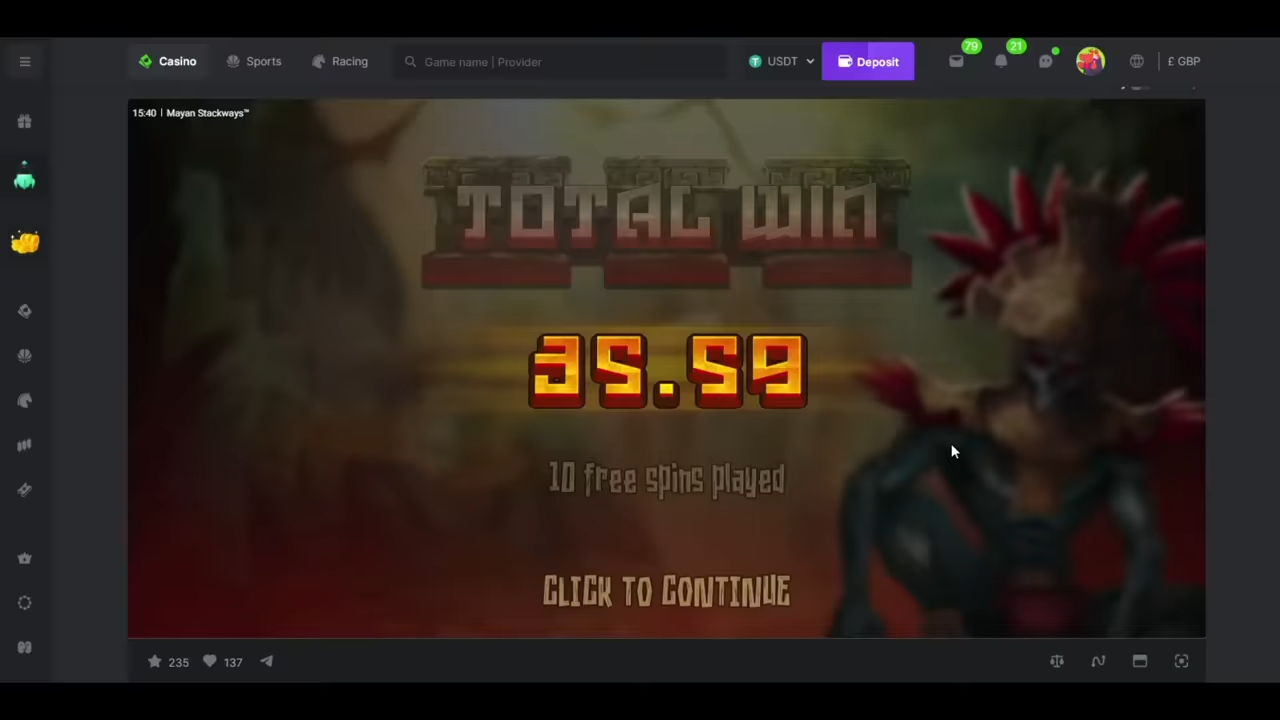 Casino
Sports
Racing
Game name | Provider
USDT
Deposit
79
21
£ GBP
15:40 | Mayan Stackways™
TOTAL WIN
35.59
10 free spins played
CLICK TO CONTINUE
235
137